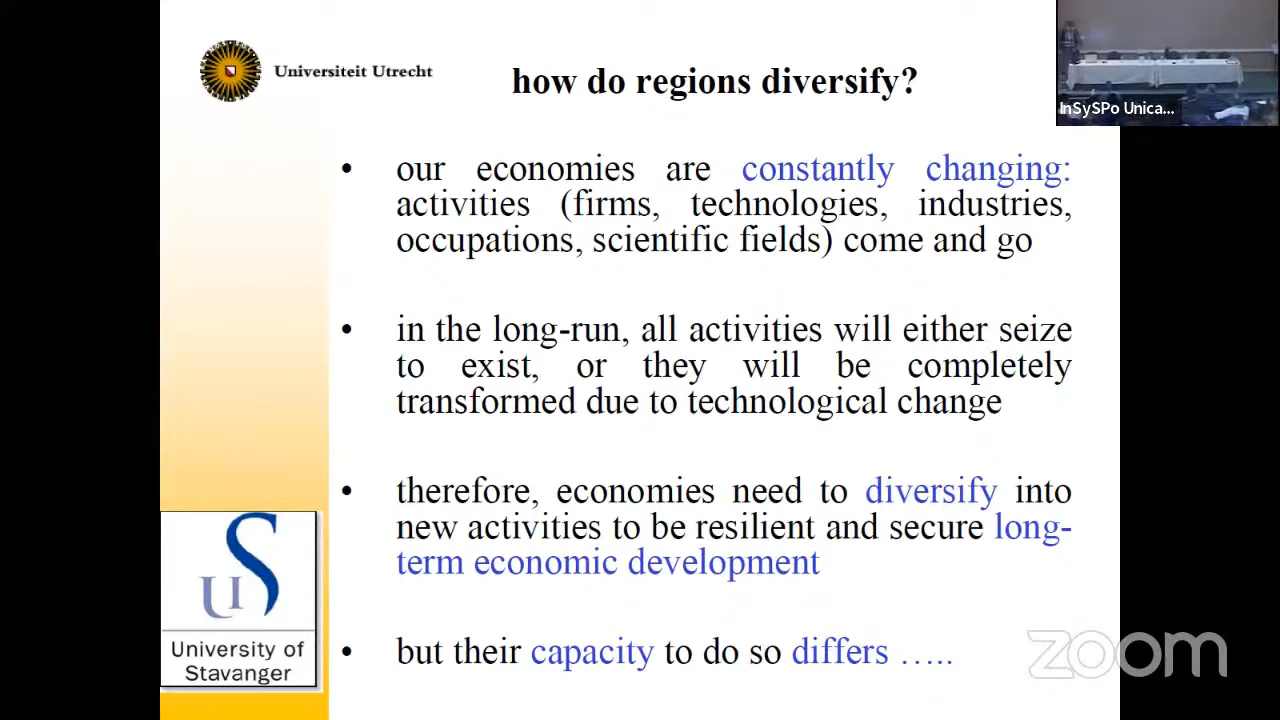 Universiteit Utrecht
how do regions diversify?
InSySPo Unica...
• our economies are constantly changing:
activities (firms, technologies, industries,
occupations, scientific fields) come and go
• in the long-run, all activities will either seize
to exist, or they will be completely
transformed due to technological change
• therefore, economies need to diversify into
new activities to be resilient and secure long-
term economic development
• but their capacity to do so differs …..
US
University of
Stavanger
zoom